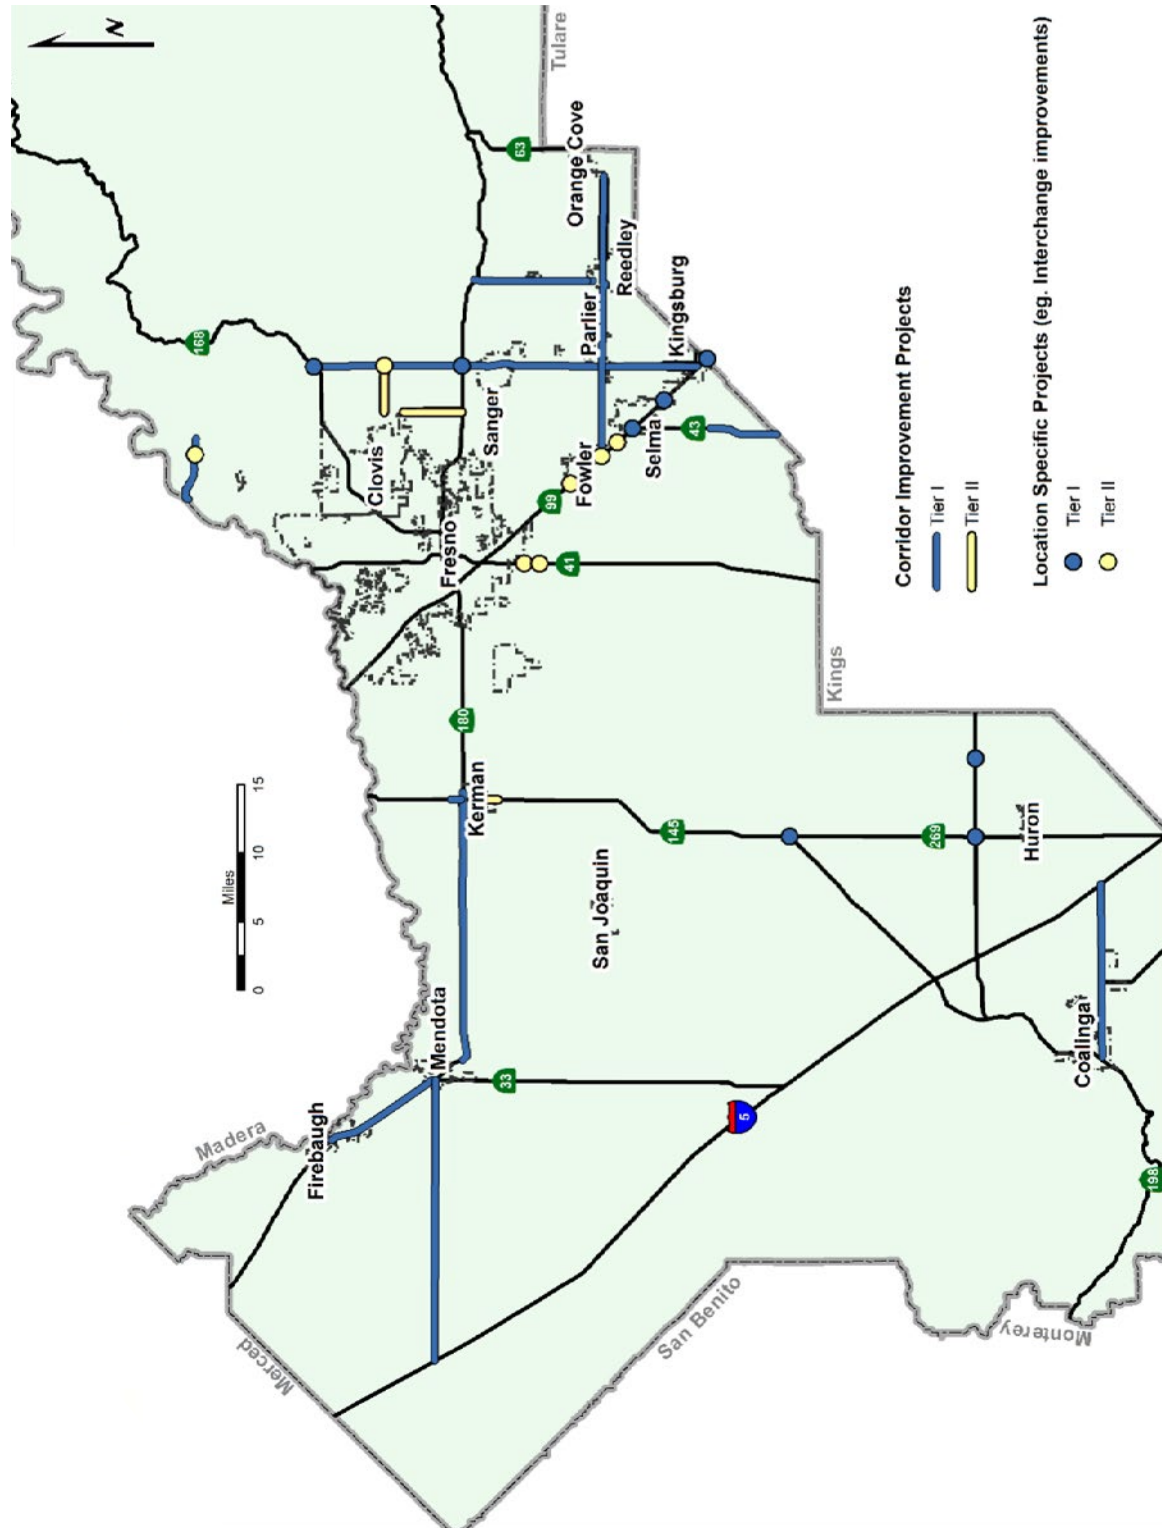 N
Miles
0 5 10 15
Madera
Merced
San Benito
Monterey
Kings
Tulare
Firebaugh
Mendota
Kerman
San Joaquin
Huron
Coalinga
Fresno
Clovis
Sanger
Fowler
Selma
Parlier
Kingsburg
Reedley
Orange Cove
168
180
63
99
41
43
145
269
33
5
198
Corridor Improvement Projects
Tier I
Tier II
Location Specific Projects (eg. Interchange improvements)
Tier I
Tier II